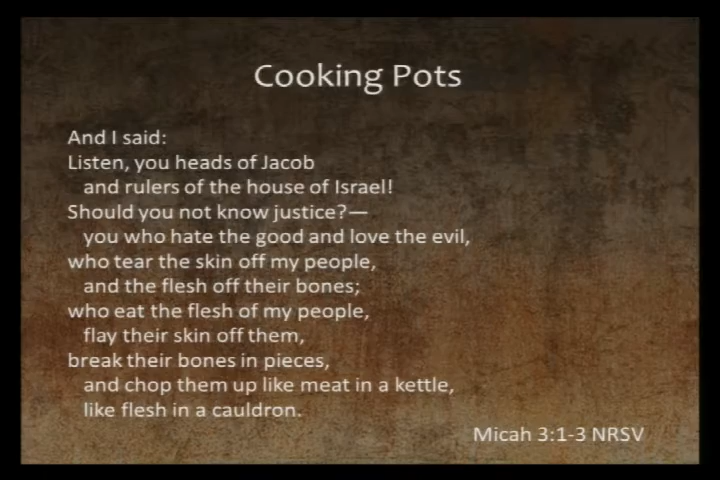 Cooking Pots
And I said:
Listen, you heads of Jacob
and rulers of the house of Israel!
Should you not know justice?—
you who hate the good and love the evil,
who tear the skin off my people,
and the flesh off their bones;
who eat the flesh of my people,
flay their skin off them,
break their bones in pieces,
and chop them up like meat in a kettle,
like flesh in a cauldron.
Micah 3:1-3 NRSV